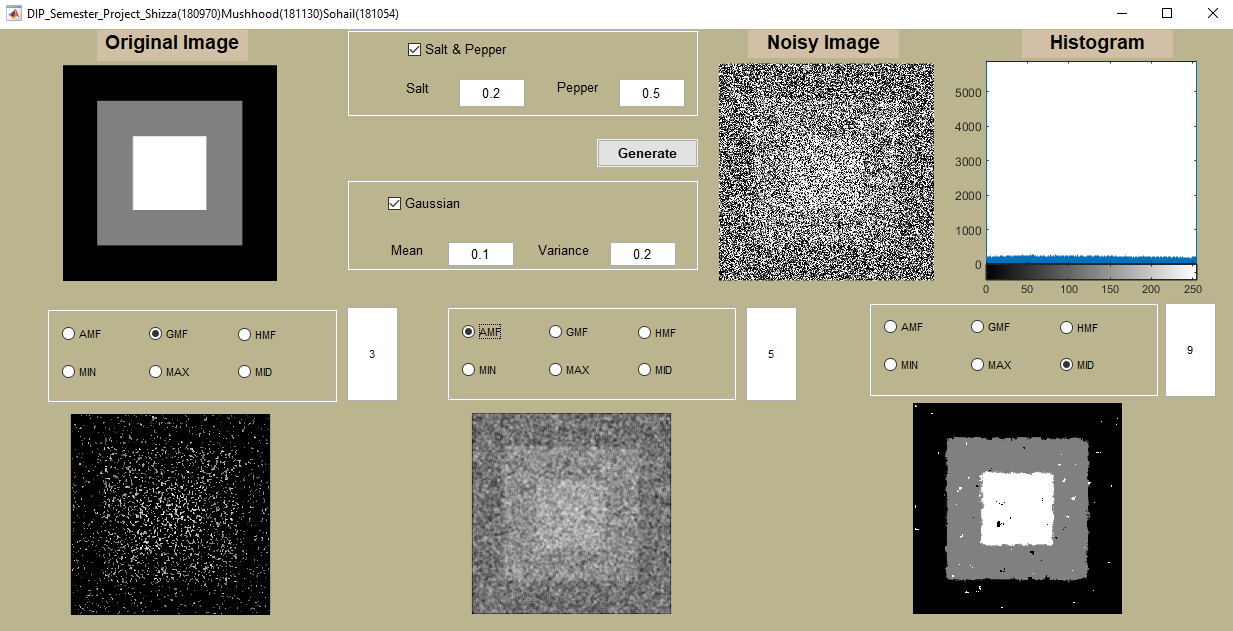 DIP_Semester_Project_Shizza(180970)Mushhood(181130)Sohail(181054)
Original Image
Salt & Pepper
Salt 0.2 Pepper 0.5
Generate
Gaussian
Mean 0.1 Variance 0.2
Noisy Image
Histogram
5000
4000
3000
2000
1000
0
0 50 100 150 200 250
AMF GMF HMF
MIN MAX MID
3
AMF GMF HMF
MIN MAX MID
5
AMF GMF HMF
MIN MAX MID
9